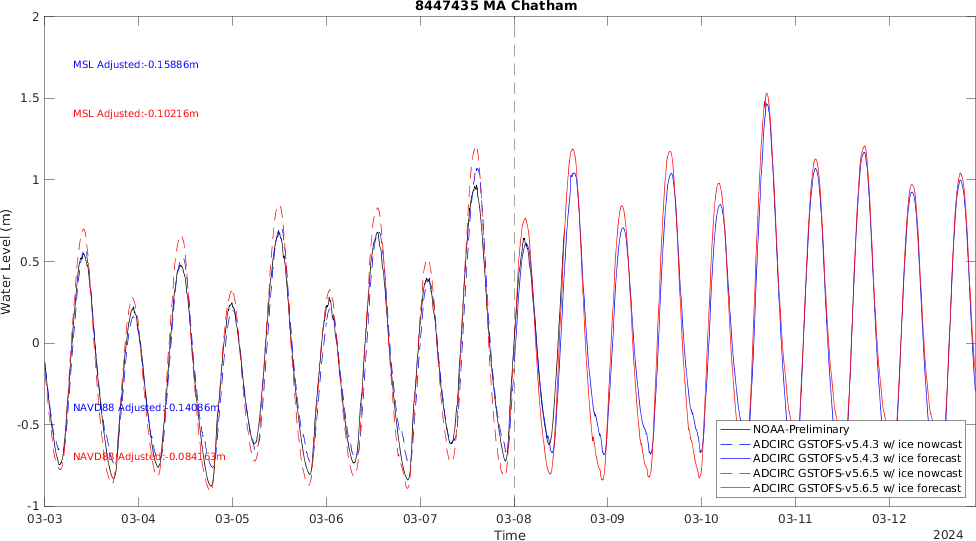 8447435 MA Chatham
2
1.5
1
0.5
0
-0.5
-1
Water Level (m)
MSL Adjusted:-0.15886m
MSL Adjusted:-0.10216m
NAVD88 Adjusted:-0.14086m
NAVD88 Adjusted:-0.084163m
NOAA-Preliminary
ADCIRC GSTOFS-v5.4.3 w/ ice nowcast
ADCIRC GSTOFS-v5.4.3 w/ ice forecast
ADCIRC GSTOFS-v5.6.5 w/ ice nowcast
ADCIRC GSTOFS-v5.6.5 w/ ice forecast
03-03 03-04 03-05 03-06 03-07 03-08 03-09 03-10 03-11 03-12
Time
2024